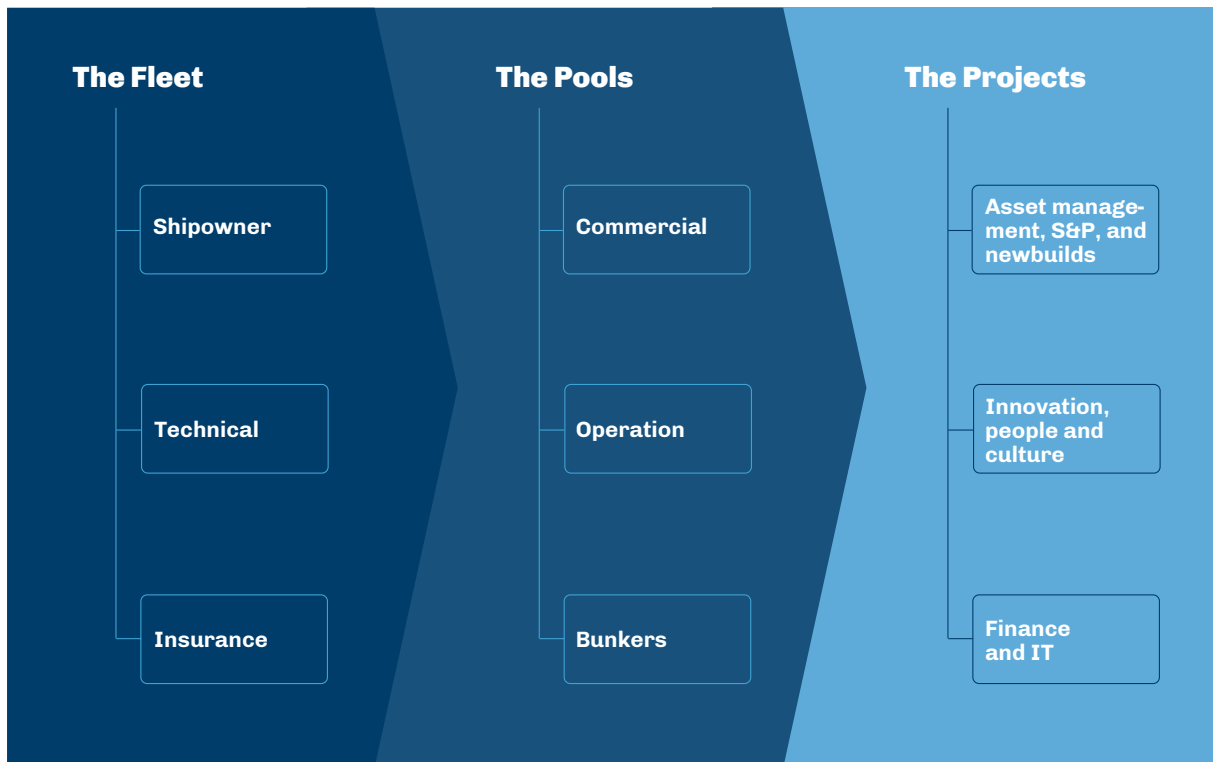 The Fleet
Shipowner
Technical
Insurance
The Pools
Commercial
Operation
Bunkers
The Projects
Asset manage-
ment, S&P, and
newbuilds
Innovation,
people and
culture
Finance
and IT